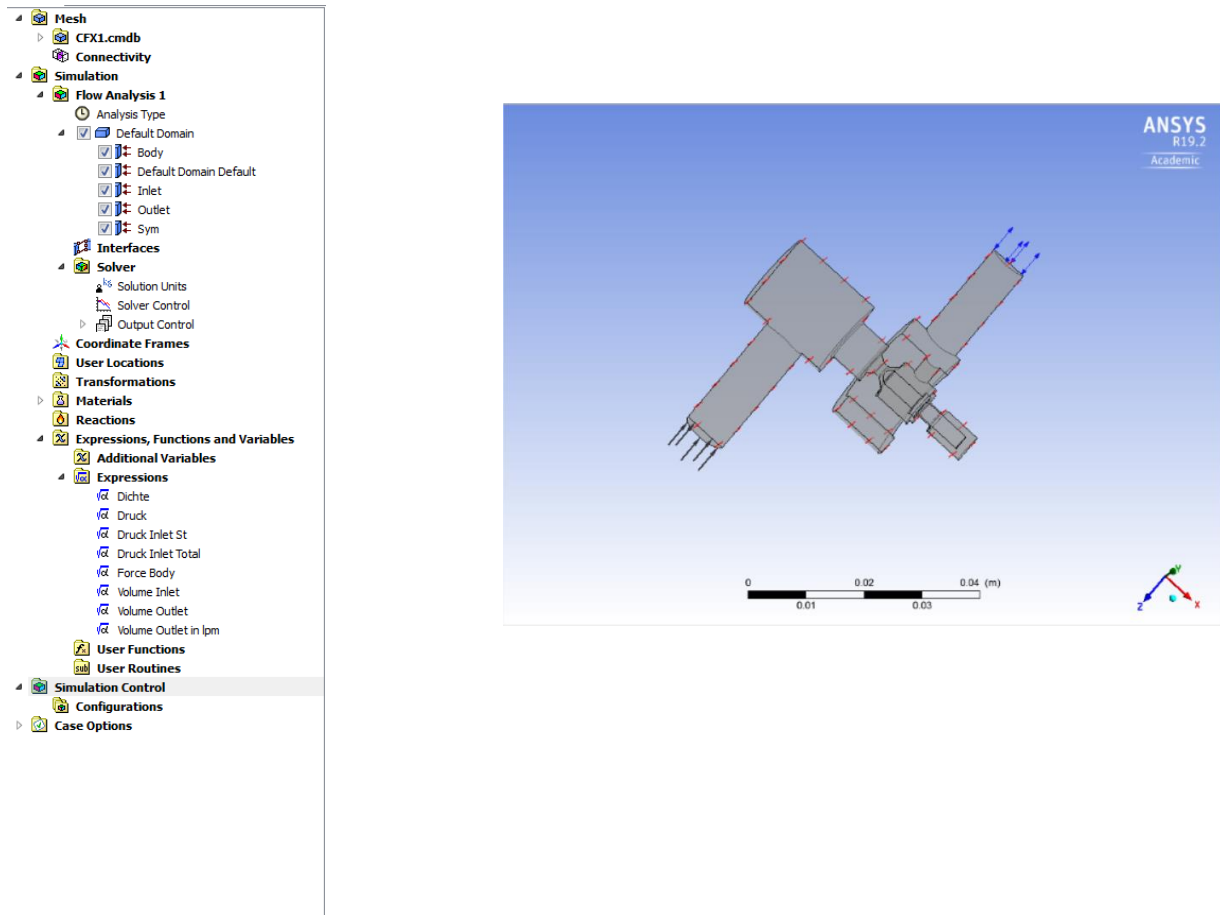 Mesh
CFX1.cmdb
Connectivity
Simulation
Flow Analysis 1
Analysis Type
Default Domain
Body
Default Domain Default
Inlet
Outlet
Sym
Interfaces
Solver
Solution Units
Solver Control
Output Control
Coordinate Frames
User Locations
Transformations
Materials
Reactions
Expressions, Functions and Variables
Additional Variables
Expressions
Dichte
Druck
Druck Inlet St
Druck Inlet Total
Force Body
Volume Inlet
Volume Outlet
Volume Outlet in lpm
User Functions
sub User Routines
Simulation Control
Configurations
Case Options
ANSYS
R19.2
Academic
0 0.02 0.04 (m)
0.01 0.03
Y
Z X